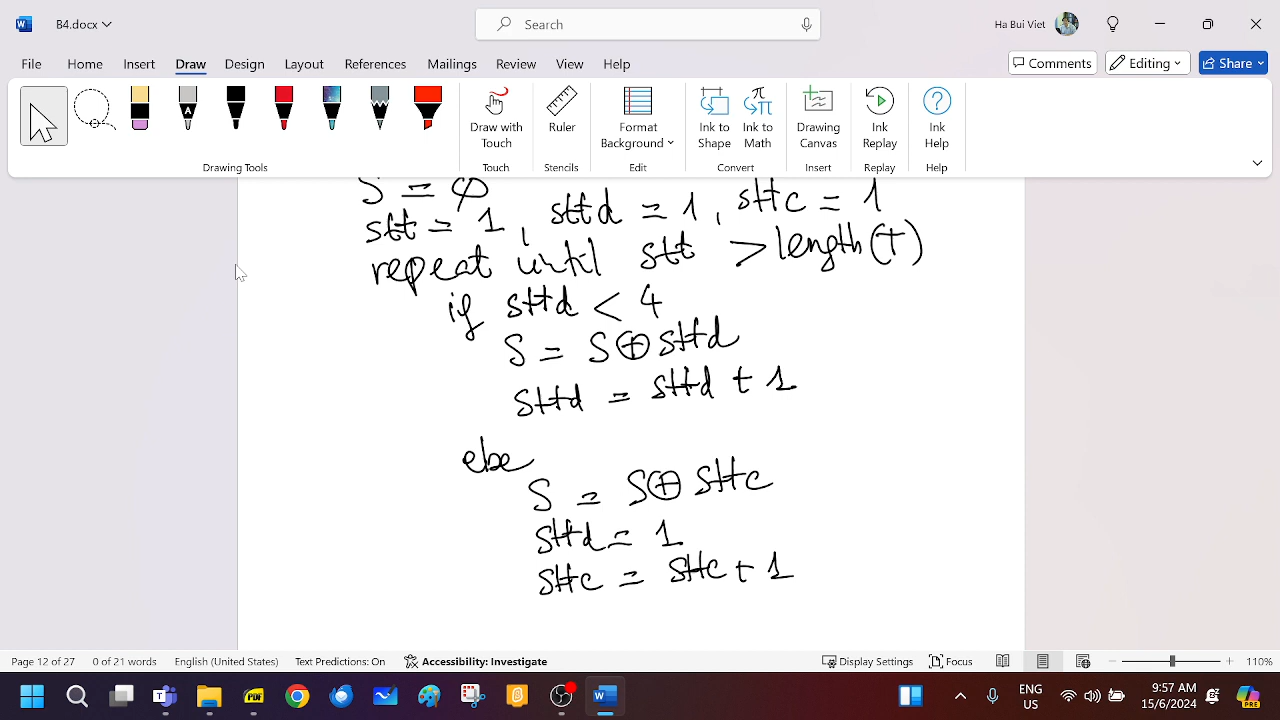 B4.docx
Search
Ha Bui Viet
File Home Insert Draw Design Layout References Mailings Review View Help
Comments Editing Share
Draw with Touch
Ruler
Format Background
Ink to Shape
Ink to Math
Drawing Canvas
Ink Replay
Ink Help
Drawing Tools Touch Stencils Edit Convert Insert Replay Help
S = ∅
stt = 1, sttd = 1, sttc = 1
repeat until stt > length(T)
if sttd < 4
S = S ⊕ sttd
sttd = sttd + 1
else
S = S ⊕ sttc
sttd = 1
sttc = sttc + 1
Page 12 of 27 0 of 21 words English (United States) Text Predictions: On Accessibility: Investigate Display Settings Focus 110%
ENG US
9:57 AM
15/6/2024